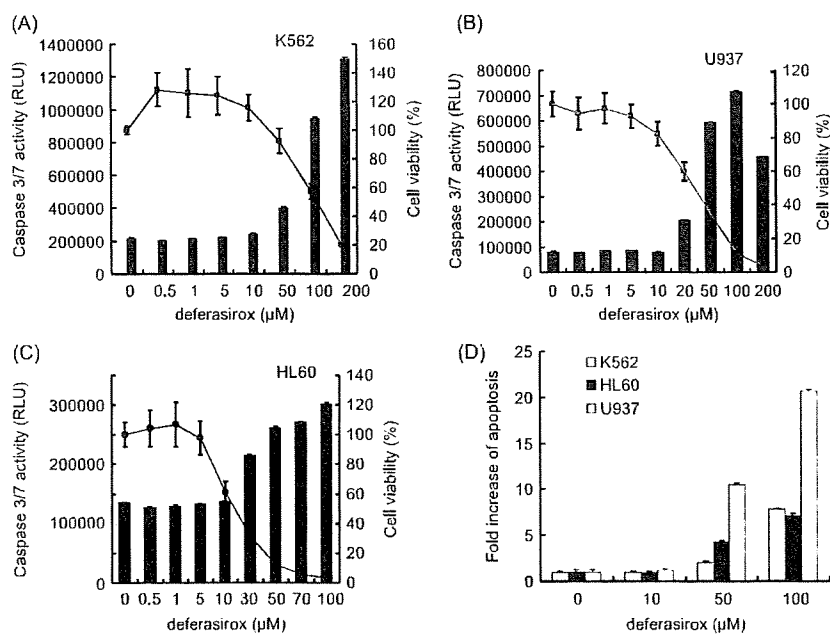 (A)
K562
Caspase 3/7 activity (RLU)
1400000
1200000
1000000
800000
600000
400000
200000
0
160
140
120
100
80
60
40
20
0
Cell viability (%)
0 0.5 1 5 10 50 100 200
deferasirox (µM)
(B)
U937
Caspase 3/7 activity (RLU)
800000
700000
600000
500000
400000
300000
200000
100000
0
120
100
80
60
40
20
0
Cell viability (%)
0 0.5 1 5 10 20 50 100 200
deferasirox (µM)
(C)
HL60
Caspase 3/7 activity (RLU)
300000
200000
100000
0
140
120
100
80
60
40
20
0
Cell viability (%)
0 0.5 1 5 10 30 50 70 100
deferasirox (µM)
(D)
K562
HL60
U937
Fold increase of apoptosis
25
20
15
10
5
0
0 10 50 100
deferasirox (µM)